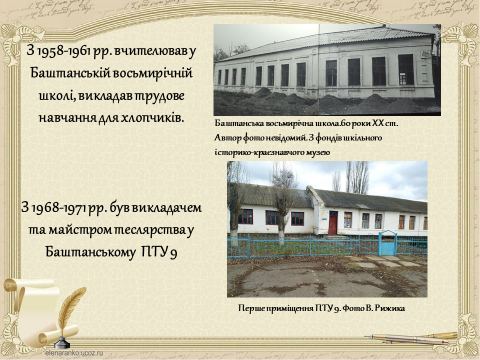 З 1958-1961 рр. вчителював у
Баштанській восьмирічній
школі, викладав трудове
навчання для хлопчиків.
Баштанська восьмирічна школа.60 роки ХХ ст.
Автор фото невідомий. З фондів шкільного
історико-краєзнавчого музею
З 1968-1971 рр. був викладачем
та майстром теслярства у
Баштанському ПТУ 9
Перше приміщення ПТУ 9. Фото В. Рижика
elenaranko.ucoz.ru